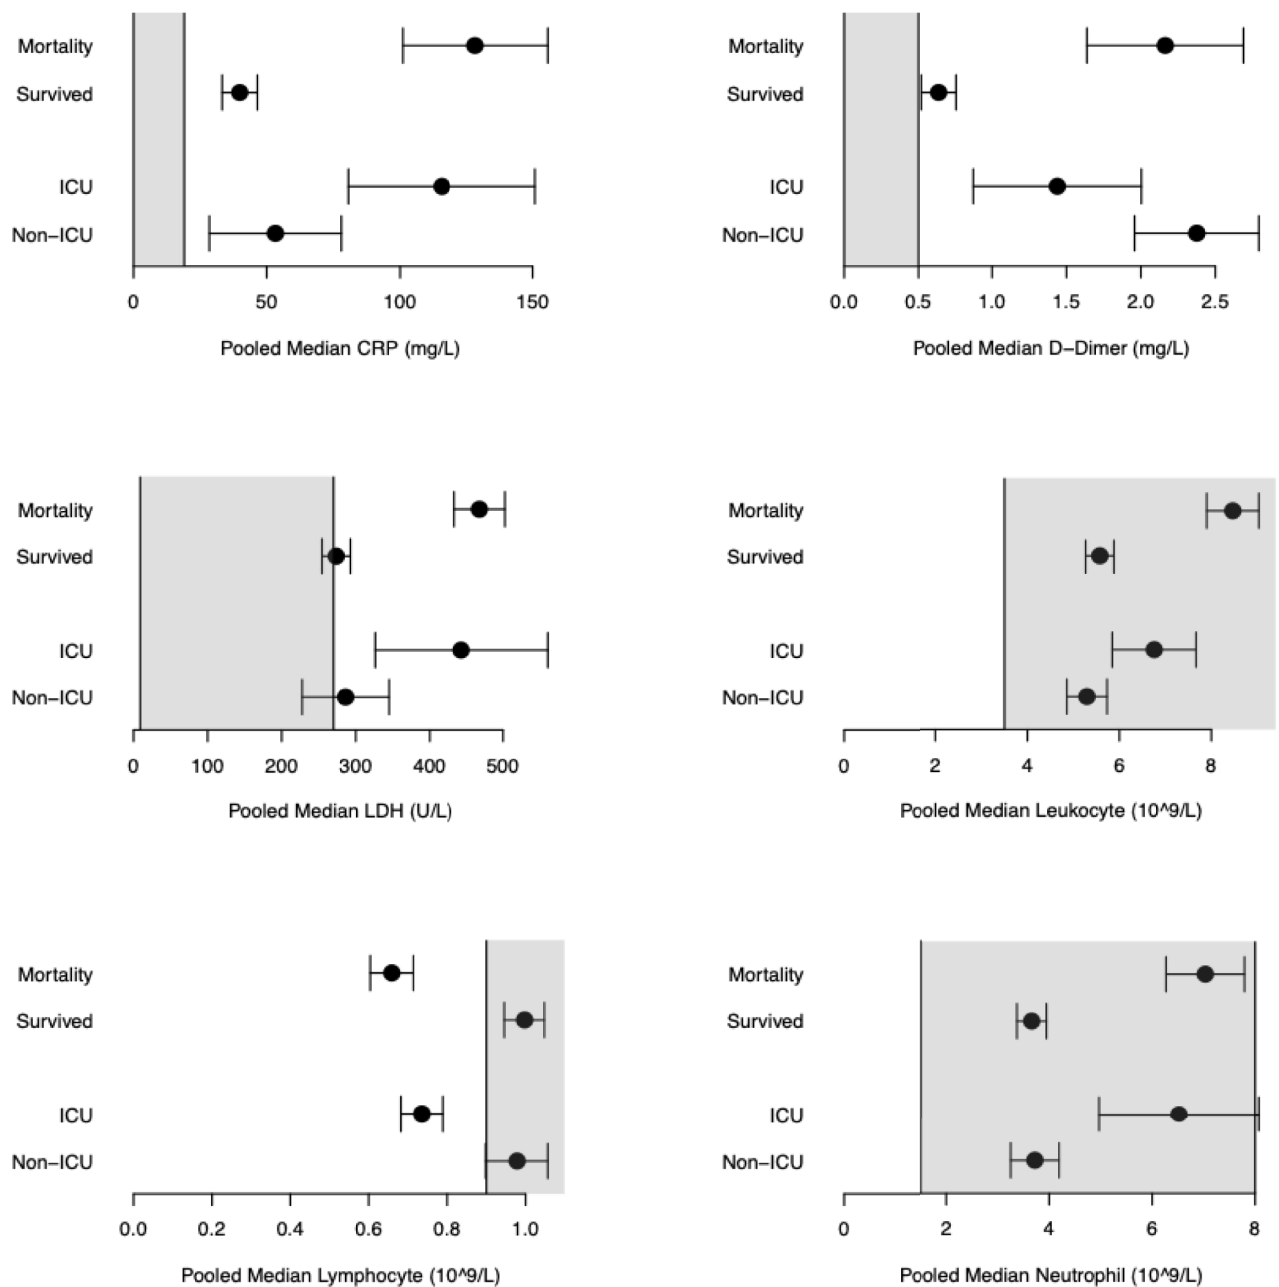 Mortality
Survived
ICU
Non−ICU
0 50 100 150
Pooled Median CRP (mg/L)
Mortality
Survived
ICU
Non−ICU
0.0 0.5 1.0 1.5 2.0 2.5
Pooled Median D−Dimer (mg/L)
Mortality
Survived
ICU
Non−ICU
0 100 200 300 400 500
Pooled Median LDH (U/L)
Mortality
Survived
ICU
Non−ICU
0 2 4 6 8
Pooled Median Leukocyte (10^9/L)
Mortality
Survived
ICU
Non−ICU
0.0 0.2 0.4 0.6 0.8 1.0
Pooled Median Lymphocyte (10^9/L)
Mortality
Survived
ICU
Non−ICU
0 2 4 6 8
Pooled Median Neutrophil (10^9/L)